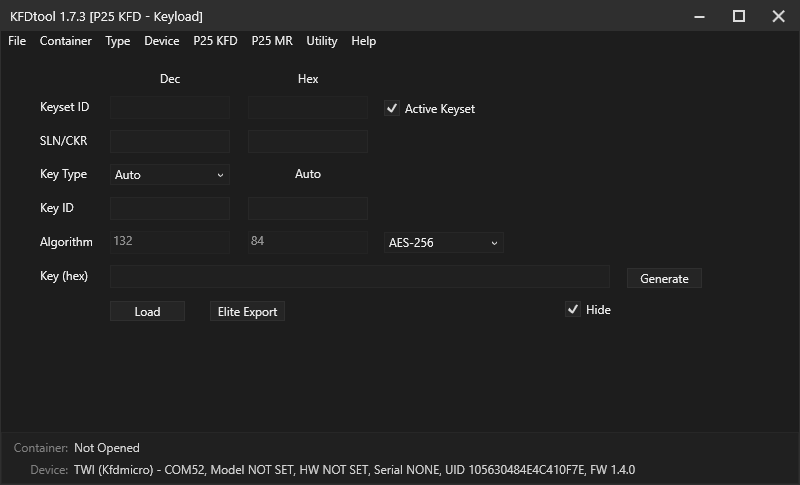 KFDtool 1.7.3 [P25 KFD - Keyload]
File Container Type Device P25 KFD P25 MR Utility Help
Dec Hex
Keyset ID Active Keyset
SLN/CKR
Key Type Auto Auto
Key ID
Algorithm 132 84 AES-256
Key (hex) Generate
Load Elite Export Hide
Container: Not Opened
Device: TWI (Kfdmicro) - COM52, Model NOT SET, HW NOT SET, Serial NONE, UID 105630484E4C410F7E, FW 1.4.0